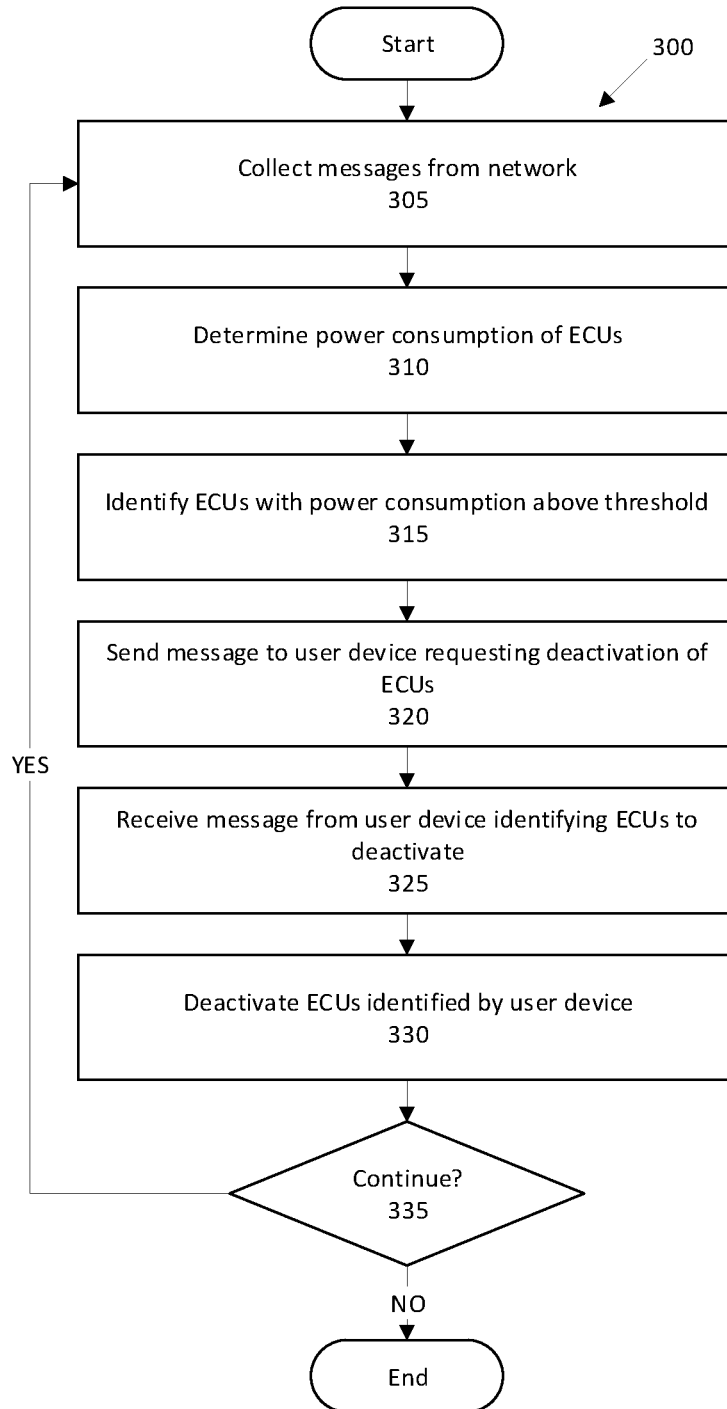 Start
300
Collect messages from network
305
Determine power consumption of ECUs
310
Identify ECUs with power consumption above threshold
315
Send message to user device requesting deactivation of
ECUs
320
YES
Receive message from user device identifying ECUs to
deactivate
325
Deactivate ECUs identified by user device
330
Continue?
335
NO
End